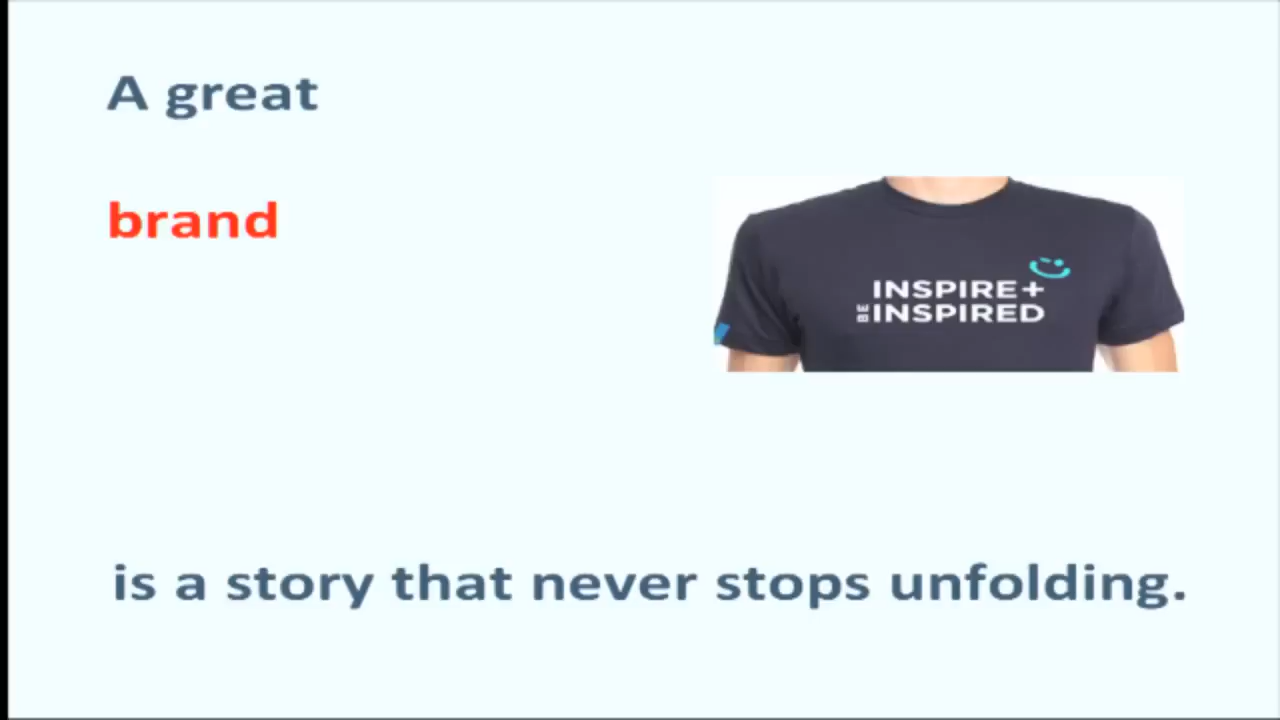 A great
brand
INSPIRE+
BE INSPIRED
is a story that never stops unfolding.